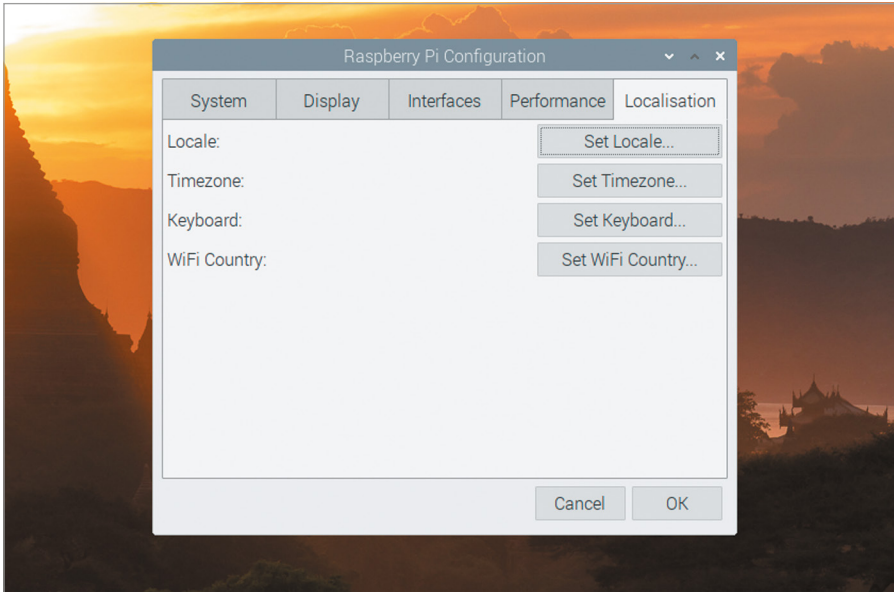 Raspberry Pi Configuration
System Display Interfaces Performance Localisation
Locale: Set Locale...
Timezone: Set Timezone...
Keyboard: Set Keyboard...
WiFi Country: Set WiFi Country...
Cancel OK